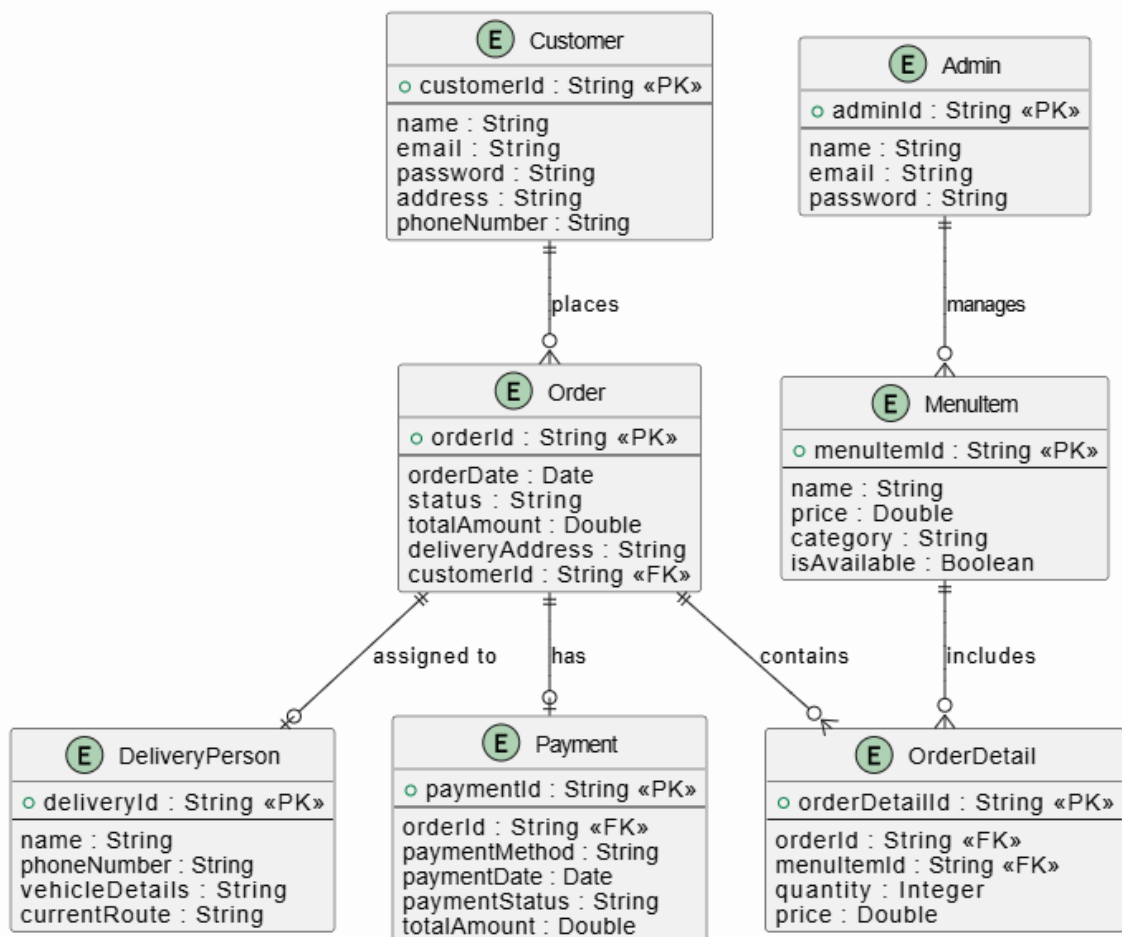 E Customer
customerId : String «PK»
name : String
email : String
password : String
address : String
phoneNumber : String
E Admin
adminId : String «PK»
name : String
email : String
password : String
places
manages
E Order
orderId : String «PK»
orderDate : Date
status : String
totalAmount : Double
deliveryAddress : String
customerId : String «FK»
E MenuItem
menuItemId : String «PK»
name : String
price : Double
category : String
isAvailable : Boolean
assigned to
has
contains
includes
E DeliveryPerson
deliveryId : String «PK»
name : String
phoneNumber : String
vehicleDetails : String
currentRoute : String
E Payment
paymentId : String «PK»
orderId : String «FK»
paymentMethod : String
paymentDate : Date
paymentStatus : String
totalAmount : Double
E OrderDetail
orderDetailId : String «PK»
orderId : String «FK»
menuItemId : String «FK»
quantity : Integer
price : Double